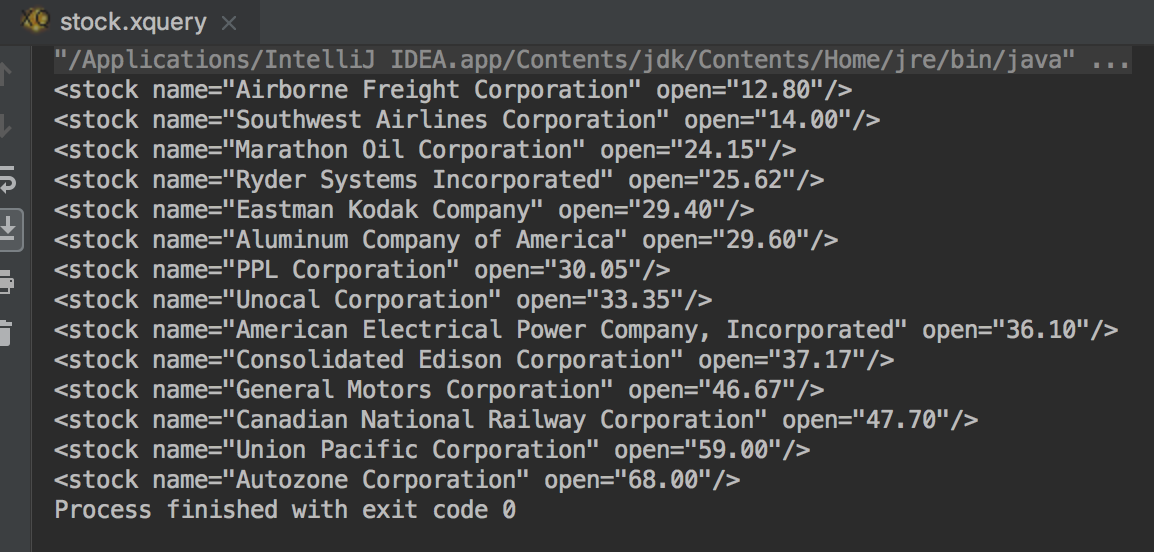 stock.xquery
"/Applications/IntelliJ IDEA.app/Contents/jdk/Contents/Home/jre/bin/java" ...
<stock name="Airborne Freight Corporation" open="12.80"/>
<stock name="Southwest Airlines Corporation" open="14.00"/>
<stock name="Marathon Oil Corporation" open="24.15"/>
<stock name="Ryder Systems Incorporated" open="25.62"/>
<stock name="Eastman Kodak Company" open="29.40"/>
<stock name="Aluminum Company of America" open="29.60"/>
<stock name="PPL Corporation" open="30.05"/>
<stock name="Unocal Corporation" open="33.35"/>
<stock name="American Electrical Power Company, Incorporated" open="36.10"/>
<stock name="Consolidated Edison Corporation" open="37.17"/>
<stock name="General Motors Corporation" open="46.67"/>
<stock name="Canadian National Railway Corporation" open="47.70"/>
<stock name="Union Pacific Corporation" open="59.00"/>
<stock name="Autozone Corporation" open="68.00"/>
Process finished with exit code 0